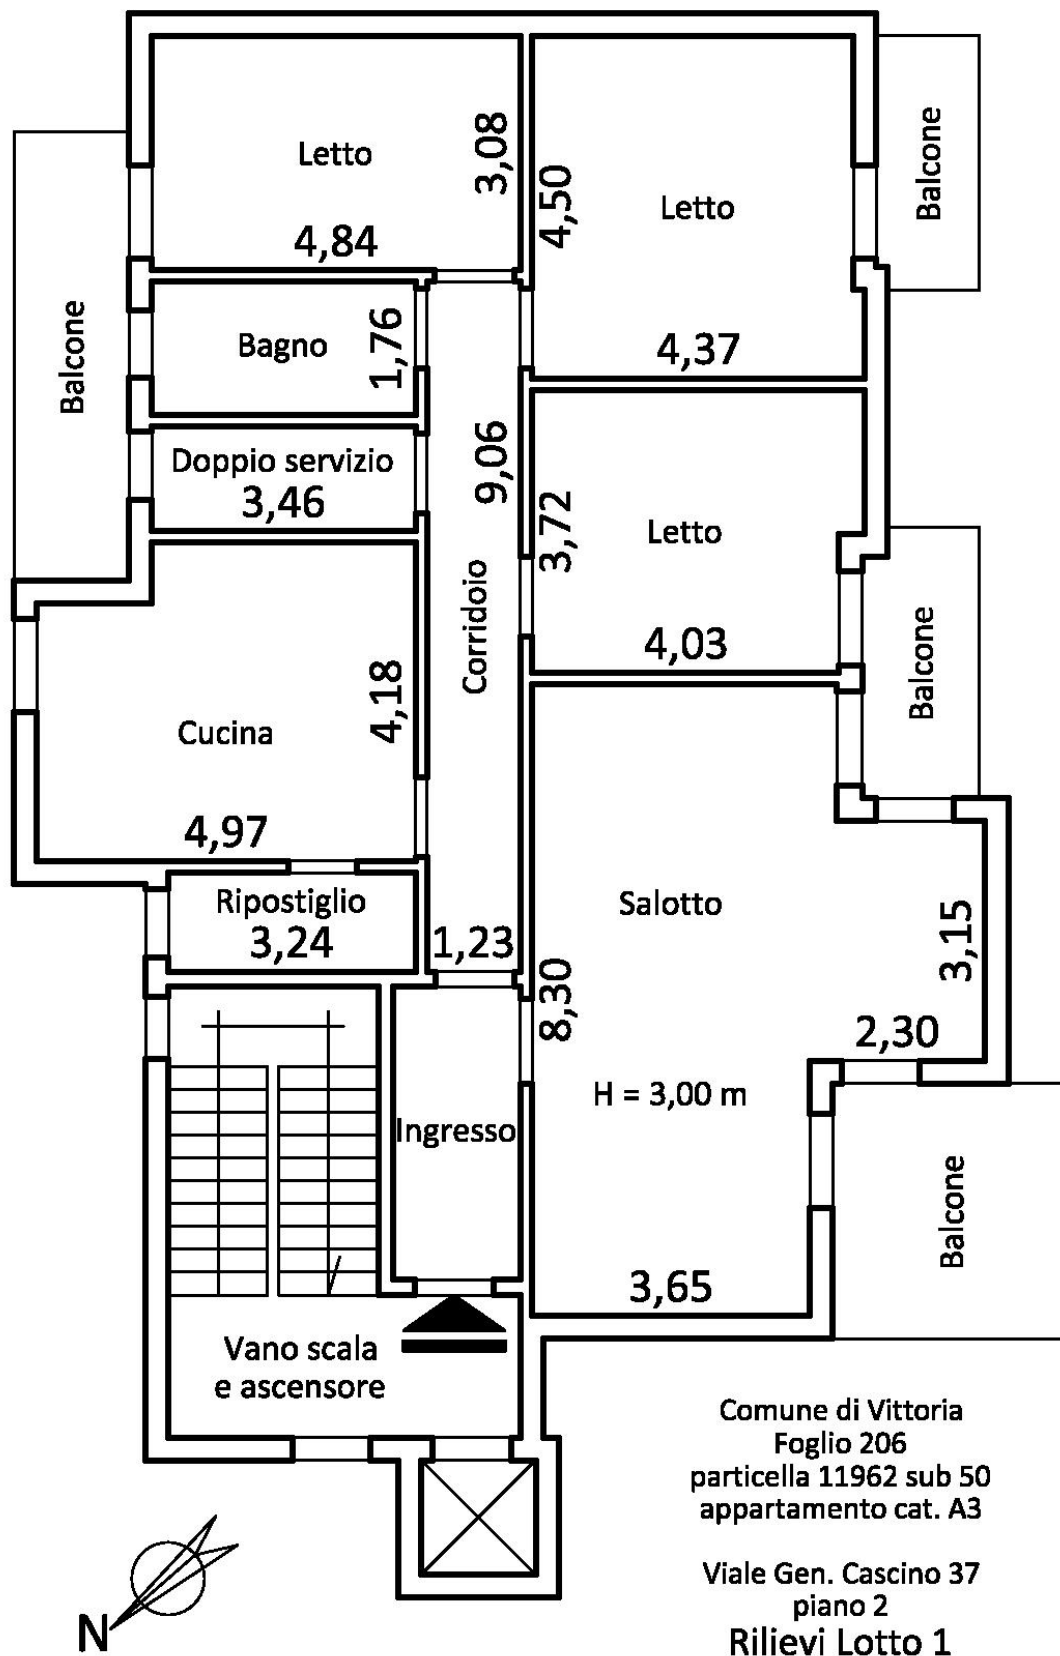 Letto
3,08
4,84
4,50
Letto
Balcone
Balcone
Bagno
1,76
4,37
Doppio servizio
3,46
9,06
3,72
Letto
Corridoio
4,03
Balcone
Cucina
4,18
4,97
Ripostiglio
3,24
1,23
Salotto
8,30
3,15
2,30
H = 3,00 m
Ingresso
Balcone
3,65
Vano scala
e ascensore
Comune di Vittoria
Foglio 206
particella 11962 sub 50
appartamento cat. A3
Viale Gen. Cascino 37
piano 2
Rilievi Lotto 1
N